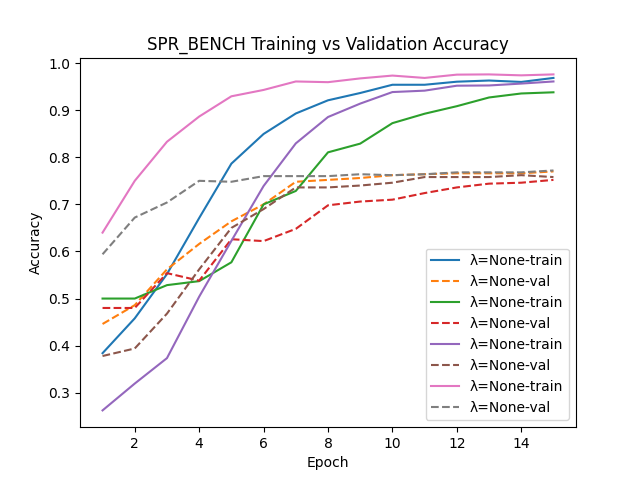 SPR_BENCH Training vs Validation Accuracy
Accuracy
1.0
0.9
0.8
0.7
0.6
0.5
0.4
0.3
λ=None-train
λ=None-val
λ=None-train
λ=None-val
λ=None-train
λ=None-val
λ=None-train
λ=None-val
2 4 6 8 10 12 14
Epoch